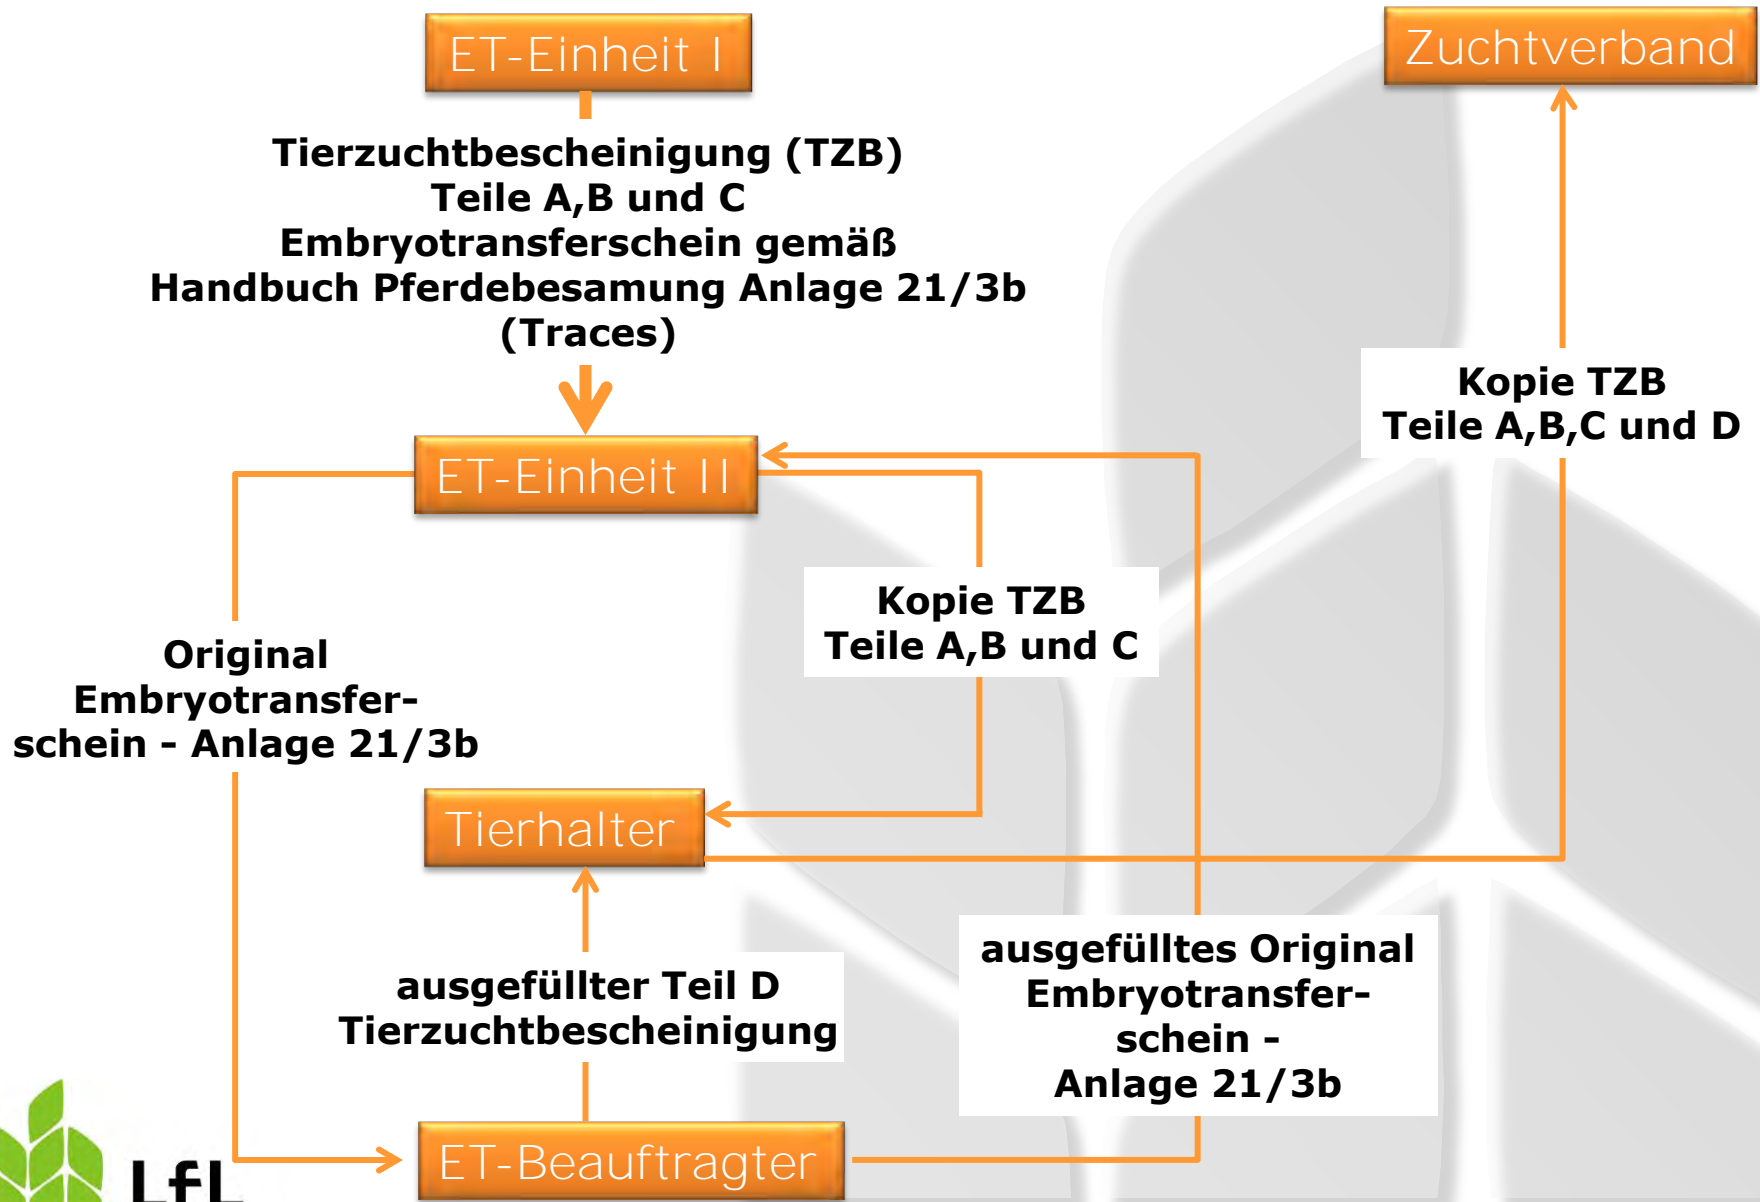 ET-Einheit I
Zuchtverband
Tierzuchtbescheinigung (TZB)
Teile A,B und C
Embryotransferschein gemäß
Handbuch Pferdebesamung Anlage 21/3b
(Traces)
Kopie TZB
Teile A,B,C und D
ET-Einheit II
Kopie TZB
Teile A,B und C
Original
Embryotransfer-
schein - Anlage 21/3b
Tierhalter
ausgefüllter Teil D
Tierzuchtbescheinigung
ausgefülltes Original
Embryotransfer-
schein -
Anlage 21/3b
ET-Beauftragter
LfL